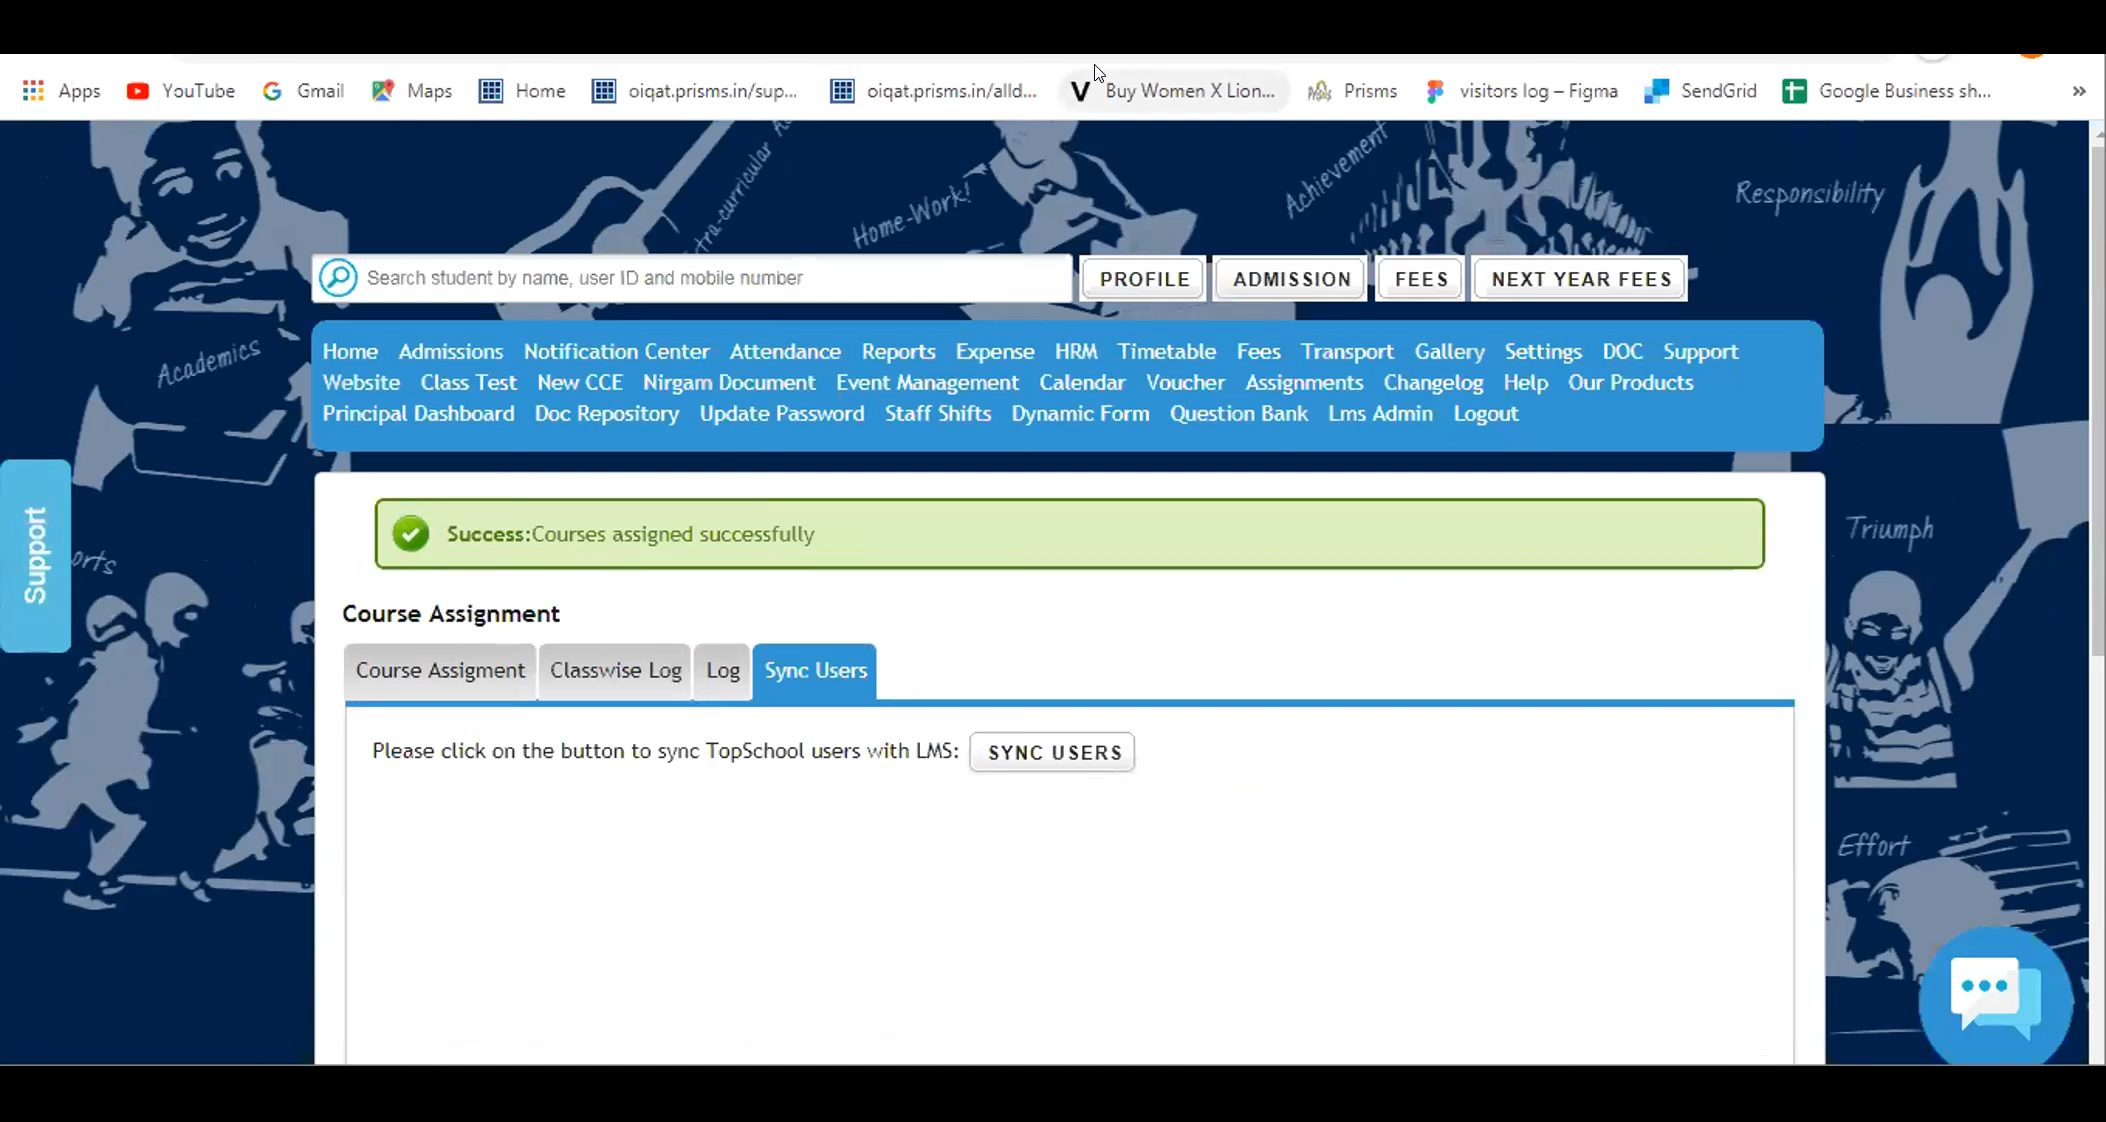 Apps YouTube Gmail Maps Home oiqat.prisms.in/sup... oiqat.prisms.in/alld... Buy Women X Lion... Prisms visitors log – Figma SendGrid Google Business sh... »
Home-Work!
Achievement
Responsibility
Academics
Search student by name, user ID and mobile number PROFILE ADMISSION FEES NEXT YEAR FEES
Home Admissions Notification Center Attendance Reports Expense HRM Timetable Fees Transport Gallery Settings DOC Support
Website Class Test New CCE Nirgam Document Event Management Calendar Voucher Assignments Changelog Help Our Products
Principal Dashboard Doc Repository Update Password Staff Shifts Dynamic Form Question Bank Lms Admin Logout
Support
orts
Success:Courses assigned successfully
Triumph
Course Assignment
Course Assigment Classwise Log Log Sync Users
Please click on the button to sync TopSchool users with LMS: SYNC USERS
Effort